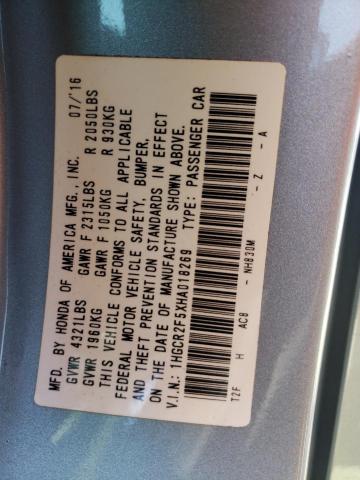 MFD. BY HONDA OF AMERICA MFG., INC. 07/'16
GVWR 4321LBS GAWR F 2315LBS R 2050LBS
GVWR 1960KG GAWR F 1050KG R 930KG
THIS VEHICLE CONFORMS TO ALL APPLICABLE
FEDERAL MOTOR VEHICLE SAFETY, BUMPER,
AND THEFT PREVENTION STANDARDS IN EFFECT
ON THE DATE OF MANUFACTURE SHOWN ABOVE.
V.I.N.: 1HGCR2F5XHA018269 TYPE: PASSENGER CAR
T2F H AC8 - NH830M - Z - A